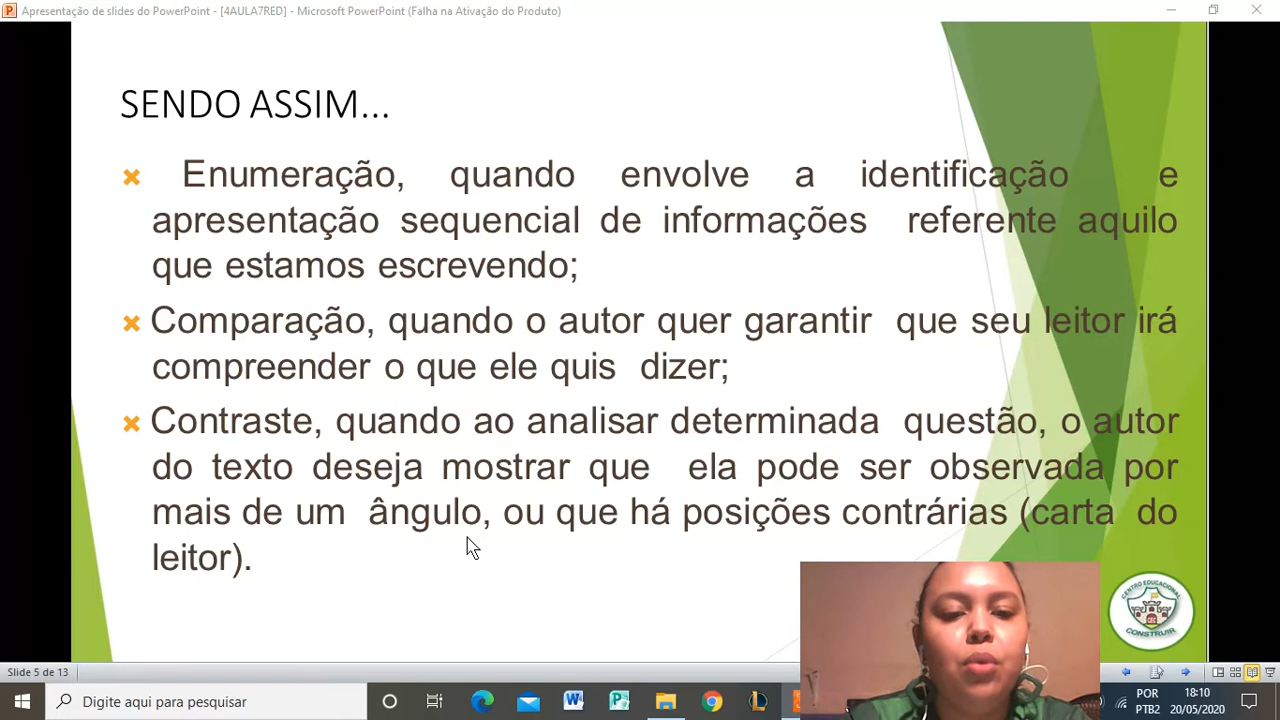 Apresentação de slides do PowerPoint - [4AULA7RED] - Microsoft PowerPoint (Falha na Ativação do Produto)
SENDO ASSIM...
Enumeração, quando envolve a identificação e
apresentação sequencial de informações referente aquilo
que estamos escrevendo;
Comparação, quando o autor quer garantir que seu leitor irá
compreender o que ele quis dizer;
Contraste, quando ao analisar determinada questão, o autor
do texto deseja mostrar que ela pode ser observada por
mais de um ângulo, ou que há posições contrárias (carta do
leitor).
CENTRO EDUCACIONAL
CEC
CONSTRUIR
Slide 5 de 13
Digite aqui para pesquisar
POR
PTB2
18:10
20/05/2020